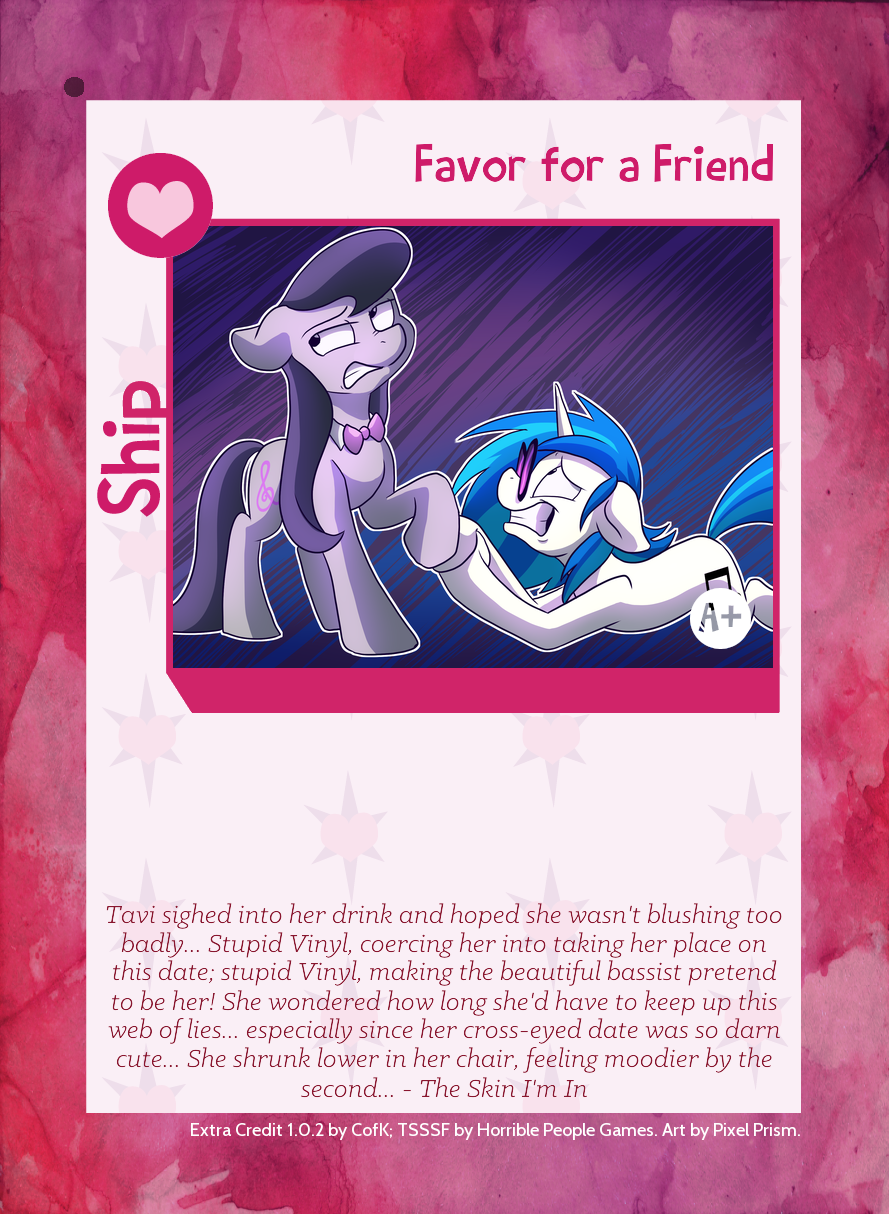 Favor for a Friend
Ship
A+
Tavi sighed into her drink and hoped she wasn't blushing too
badly... Stupid Vinyl, coercing her into taking her place on
this date; stupid Vinyl, making the beautiful bassist pretend
to be her! She wondered how long she'd have to keep up this
web of lies... especially since her cross-eyed date was so darn
cute... She shrunk lower in her chair, feeling moodier by the
second... - The Skin I'm In
Extra Credit 1.0.2 by CofK; TSSSF by Horrible People Games. Art by Pixel Prism.